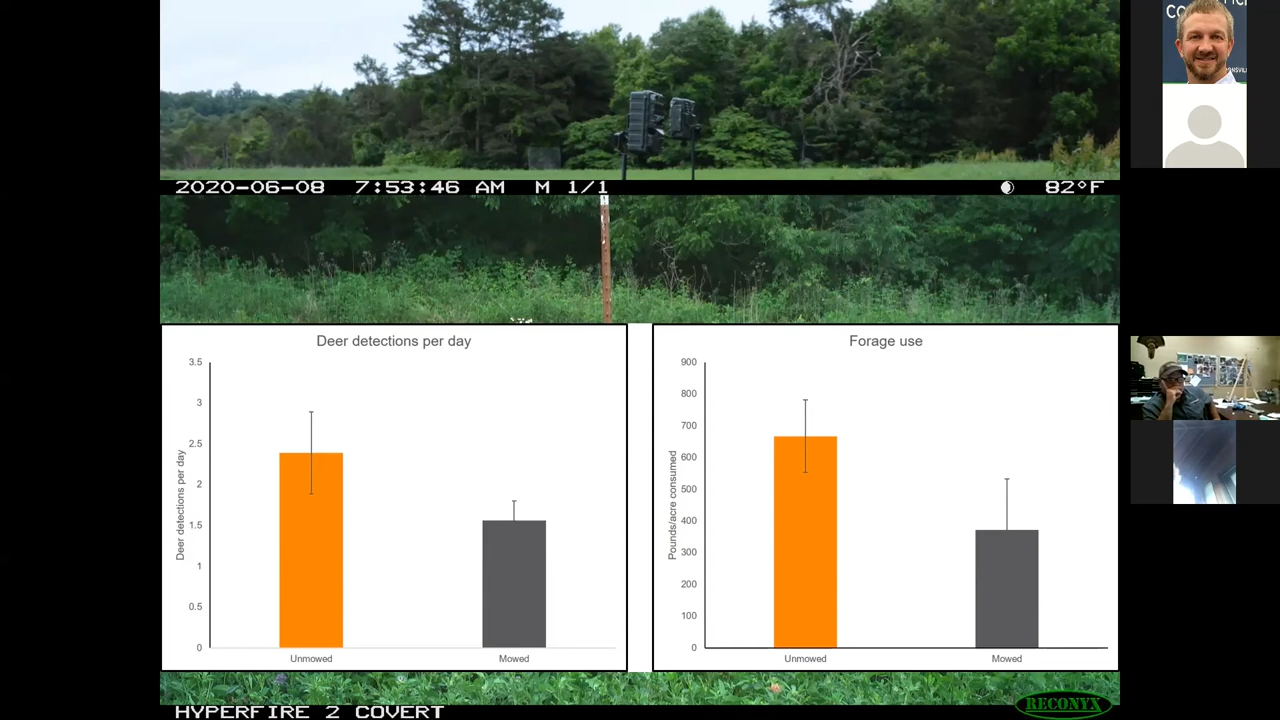 2020-06-08 7:53:46 AM M 1/1 82°F
Deer detections per day
Deer detections per day
3.5
3
2.5
2
1.5
1
0.5
0
Unmowed Mowed
Forage use
Pounds/acre consumed
900
800
700
600
500
400
300
200
100
0
Unmowed Mowed
HYPERFIRE 2 COVERT
RECONYX